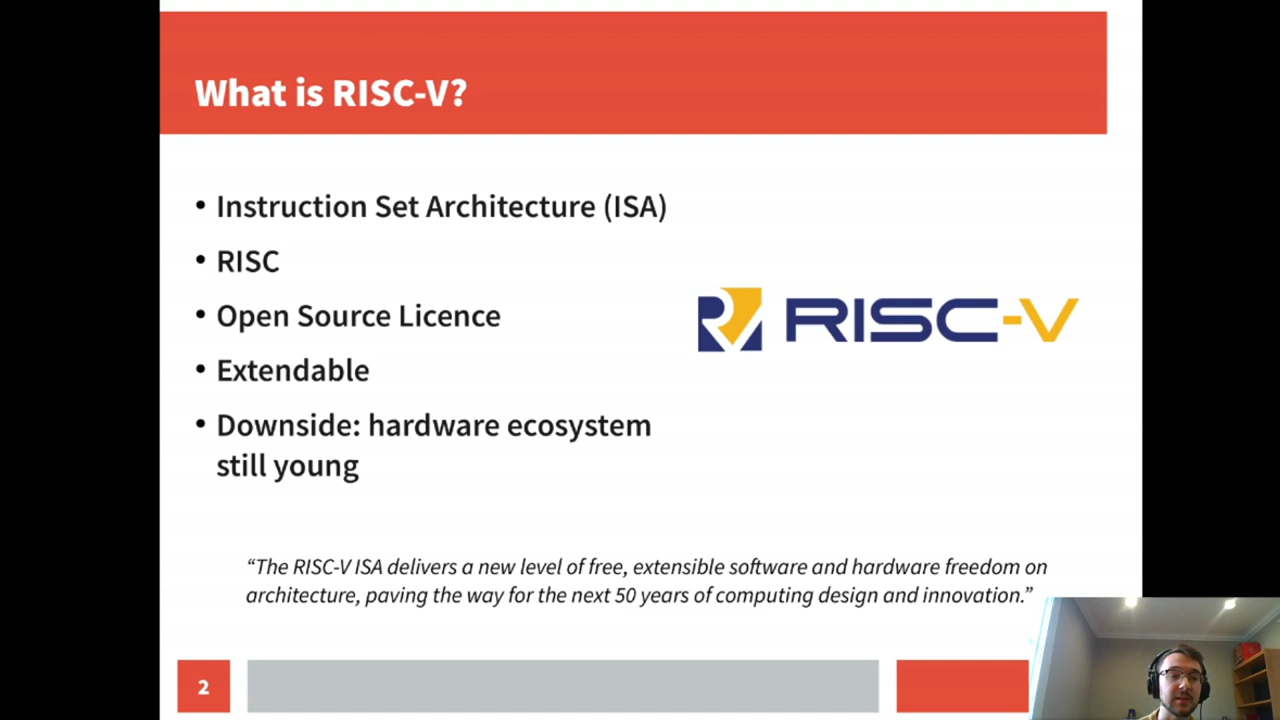 What is RISC-V?
• Instruction Set Architecture (ISA)
• RISC
• Open Source Licence
• Extendable
• Downside: hardware ecosystem
still young
RISC-V
“The RISC-V ISA delivers a new level of free, extensible software and hardware freedom on
architecture, paving the way for the next 50 years of computing design and innovation.”
2